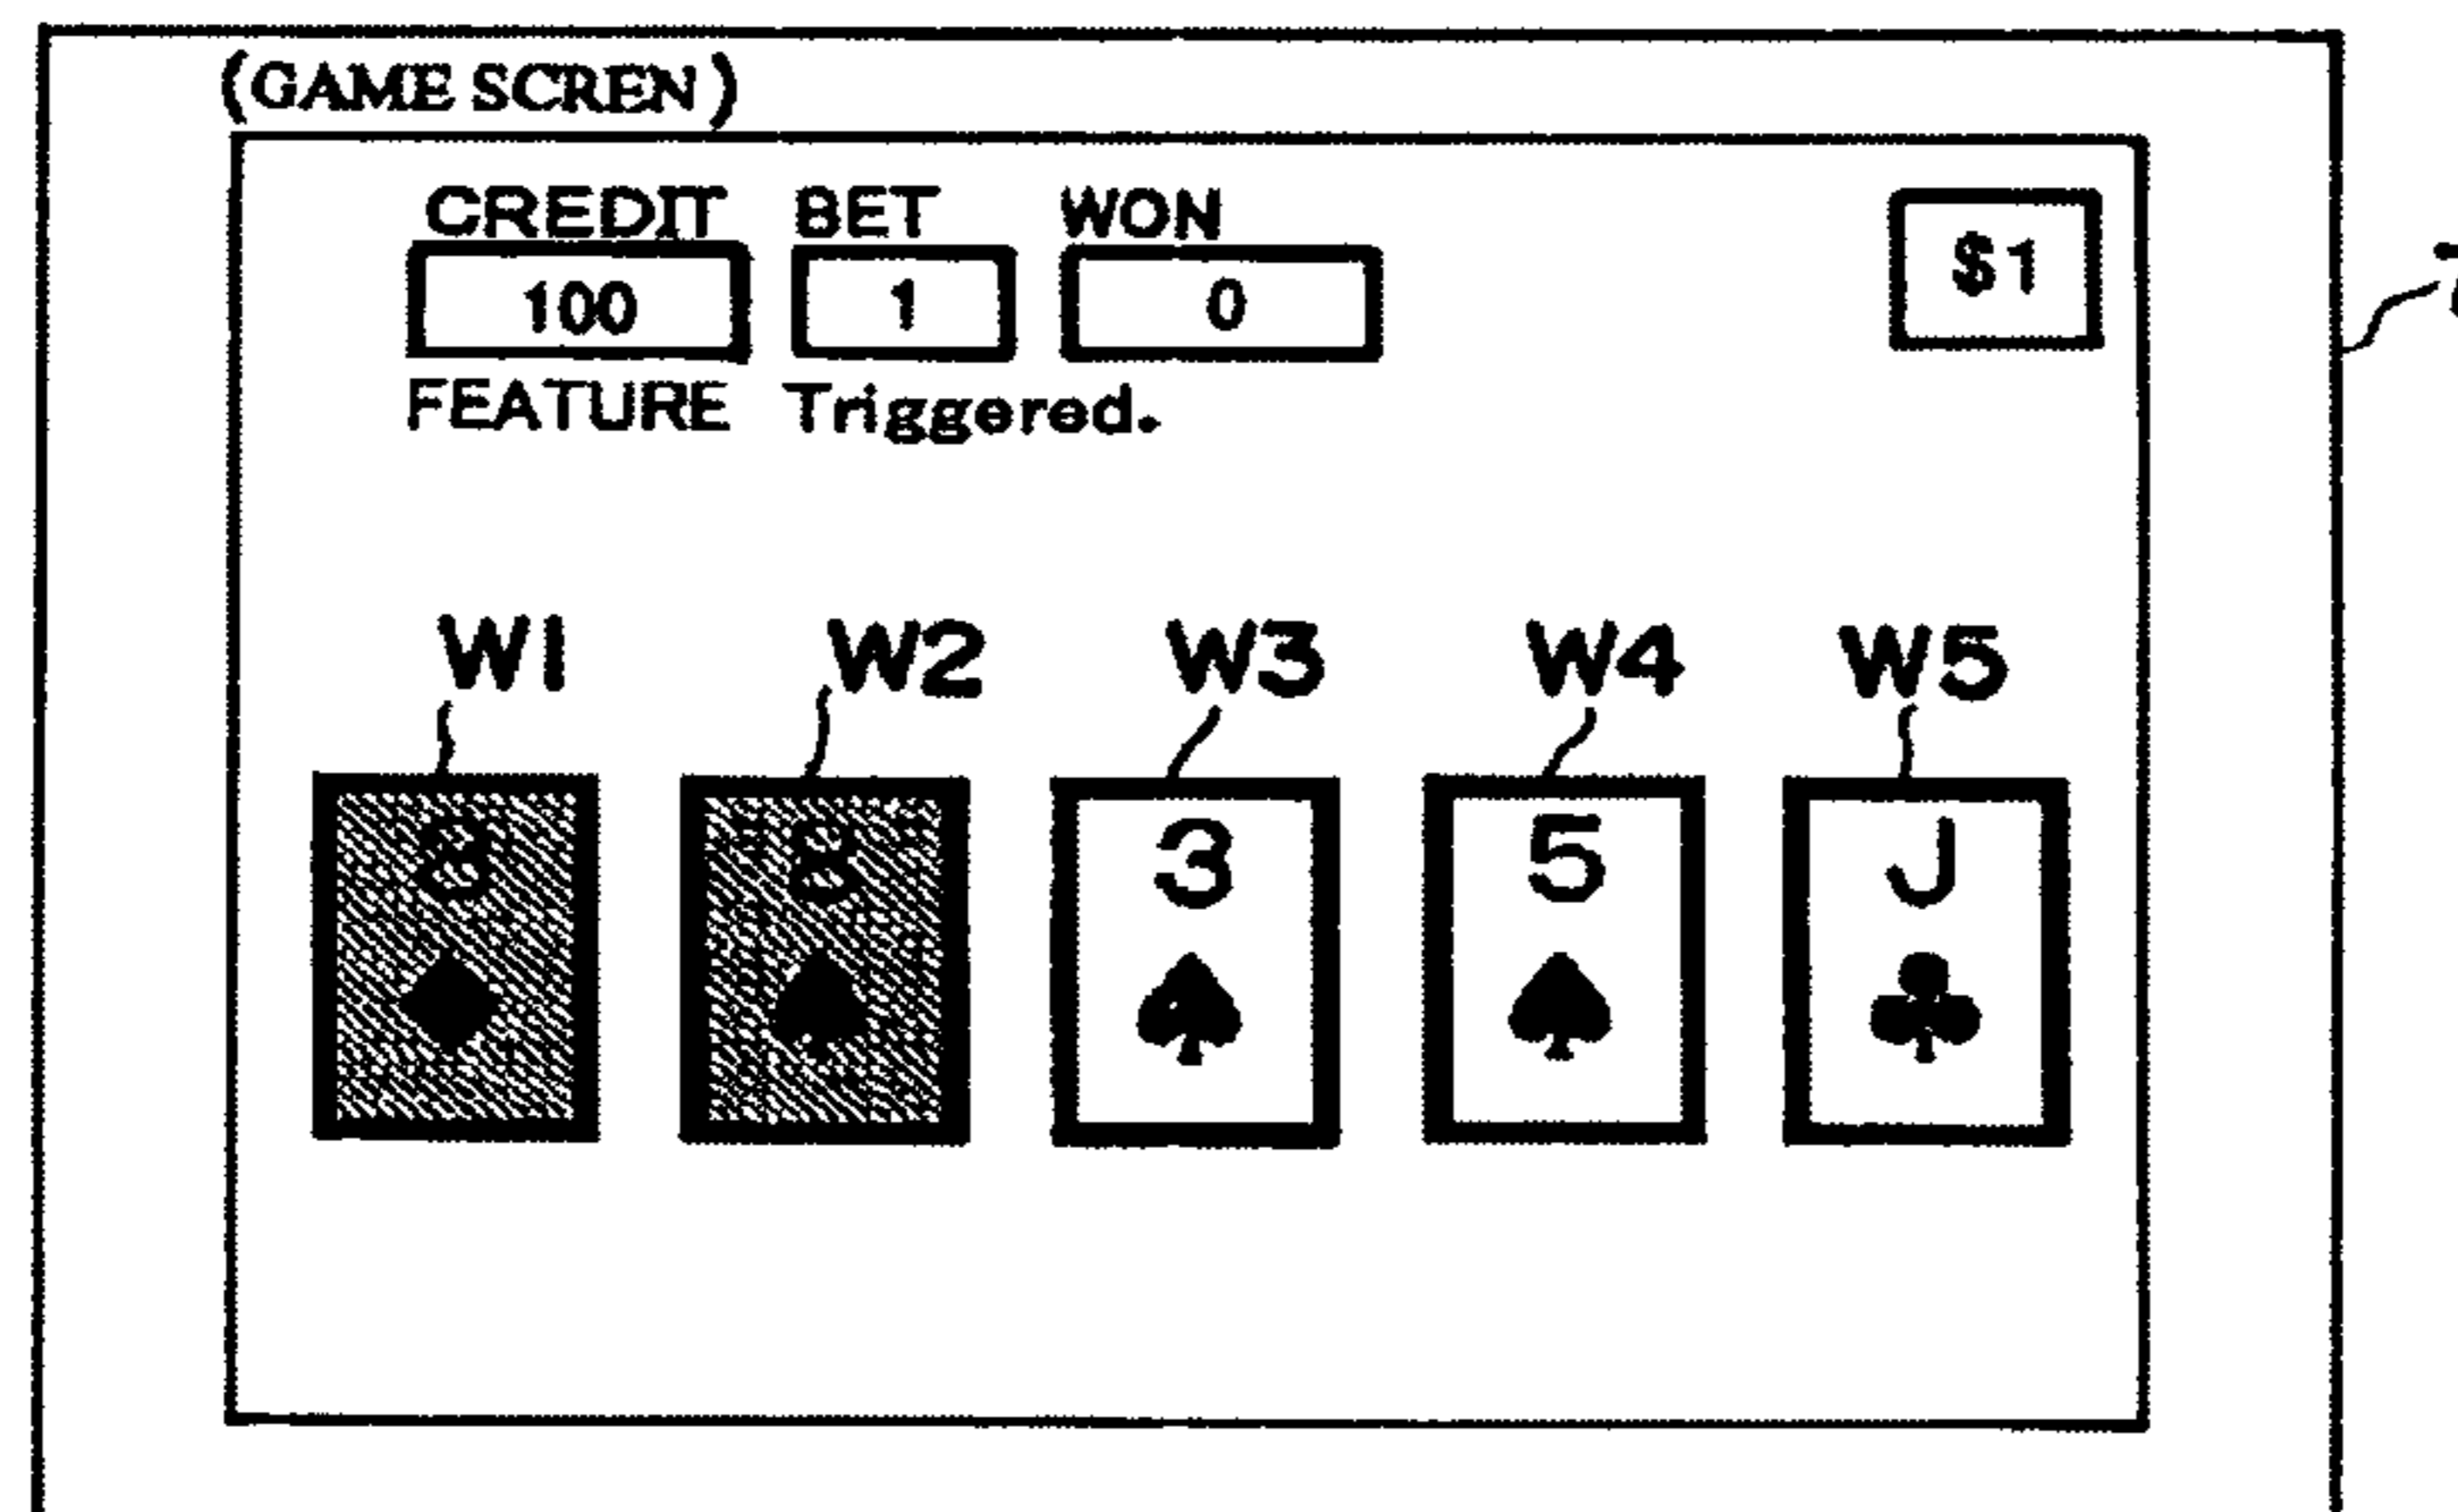 (GAME SCREN)
CREDIT BET WON
100 1 0 $1
FEATURE Triggered.
W1 W2 W3 W4 W5
8 8 3 5 J